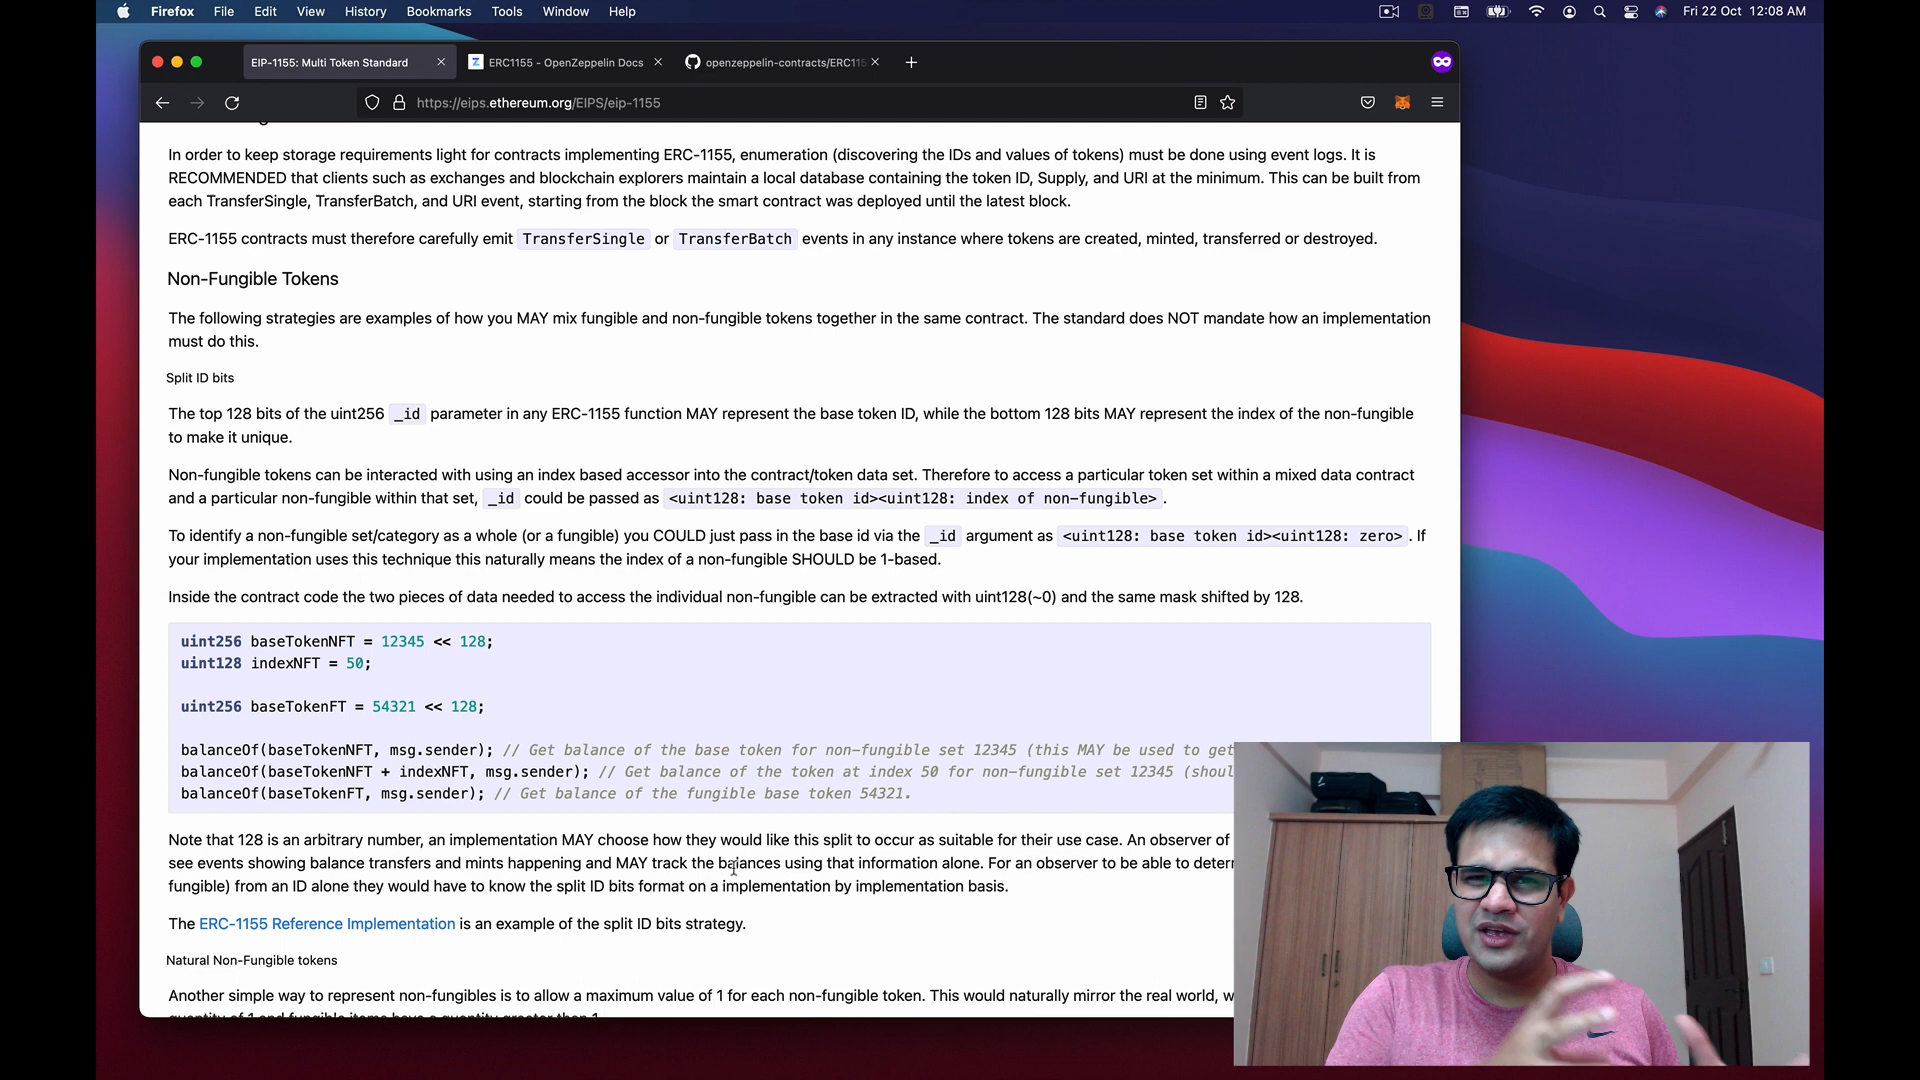 Firefox File Edit View History Bookmarks Tools Window Help Fri 22 Oct 12:08 AM
EIP-1155: Multi Token Standard ERC1155 - OpenZeppelin Docs openzeppelin-contracts/ERC115
https://eips.ethereum.org/EIPS/eip-1155
In order to keep storage requirements light for contracts implementing ERC-1155, enumeration (discovering the IDs and values of tokens) must be done using event logs. It is
RECOMMENDED that clients such as exchanges and blockchain explorers maintain a local database containing the token ID, Supply, and URI at the minimum. This can be built from
each TransferSingle, TransferBatch, and URI event, starting from the block the smart contract was deployed until the latest block.
ERC-1155 contracts must therefore carefully emit TransferSingle or TransferBatch events in any instance where tokens are created, minted, transferred or destroyed.
Non-Fungible Tokens
The following strategies are examples of how you MAY mix fungible and non-fungible tokens together in the same contract. The standard does NOT mandate how an implementation
must do this.
Split ID bits
The top 128 bits of the uint256 _id parameter in any ERC-1155 function MAY represent the base token ID, while the bottom 128 bits MAY represent the index of the non-fungible
to make it unique.
Non-fungible tokens can be interacted with using an index based accessor into the contract/token data set. Therefore to access a particular token set within a mixed data contract
and a particular non-fungible within that set, _id could be passed as <uint128: base token id><uint128: index of non-fungible>.
To identify a non-fungible set/category as a whole (or a fungible) you COULD just pass in the base id via the _id argument as <uint128: base token id><uint128: zero>. If
your implementation uses this technique this naturally means the index of a non-fungible SHOULD be 1-based.
Inside the contract code the two pieces of data needed to access the individual non-fungible can be extracted with uint128(~0) and the same mask shifted by 128.
uint256 baseTokenNFT = 12345 << 128;
uint128 indexNFT = 50;
uint256 baseTokenFT = 54321 << 128;
balanceOf(baseTokenNFT, msg.sender); // Get balance of the base token for non-fungible set 12345 (this MAY be used to get
balanceOf(baseTokenNFT + indexNFT, msg.sender); // Get balance of the token at index 50 for non-fungible set 12345 (shoul
balanceOf(baseTokenFT, msg.sender); // Get balance of the fungible base token 54321.
Note that 128 is an arbitrary number, an implementation MAY choose how they would like this split to occur as suitable for their use case. An observer of
see events showing balance transfers and mints happening and MAY track the balances using that information alone. For an observer to be able to deter
fungible) from an ID alone they would have to know the split ID bits format on a implementation by implementation basis.
The ERC-1155 Reference Implementation is an example of the split ID bits strategy.
Natural Non-Fungible tokens
Another simple way to represent non-fungibles is to allow a maximum value of 1 for each non-fungible token. This would naturally mirror the real world, w
quantity of 1 and fungible items have a quantity greater than 1.